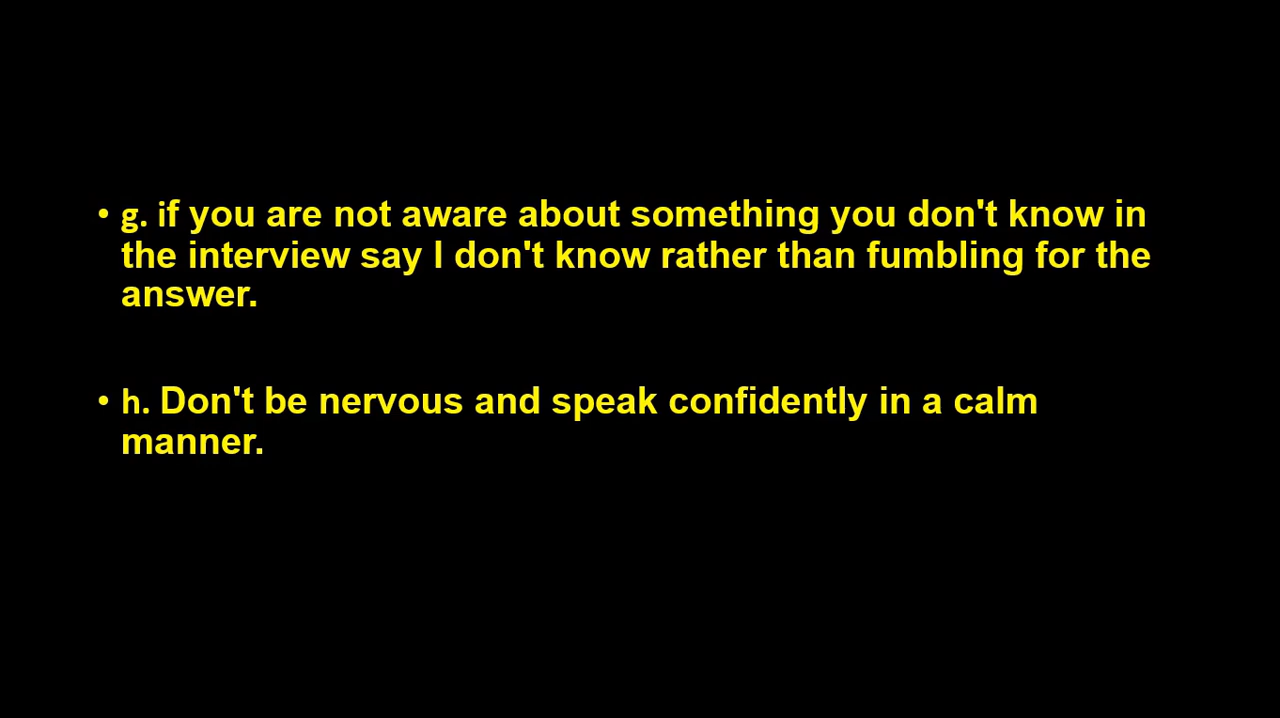 • g. if you are not aware about something you don't know in
the interview say I don't know rather than fumbling for the
answer.
• h. Don't be nervous and speak confidently in a calm
manner.